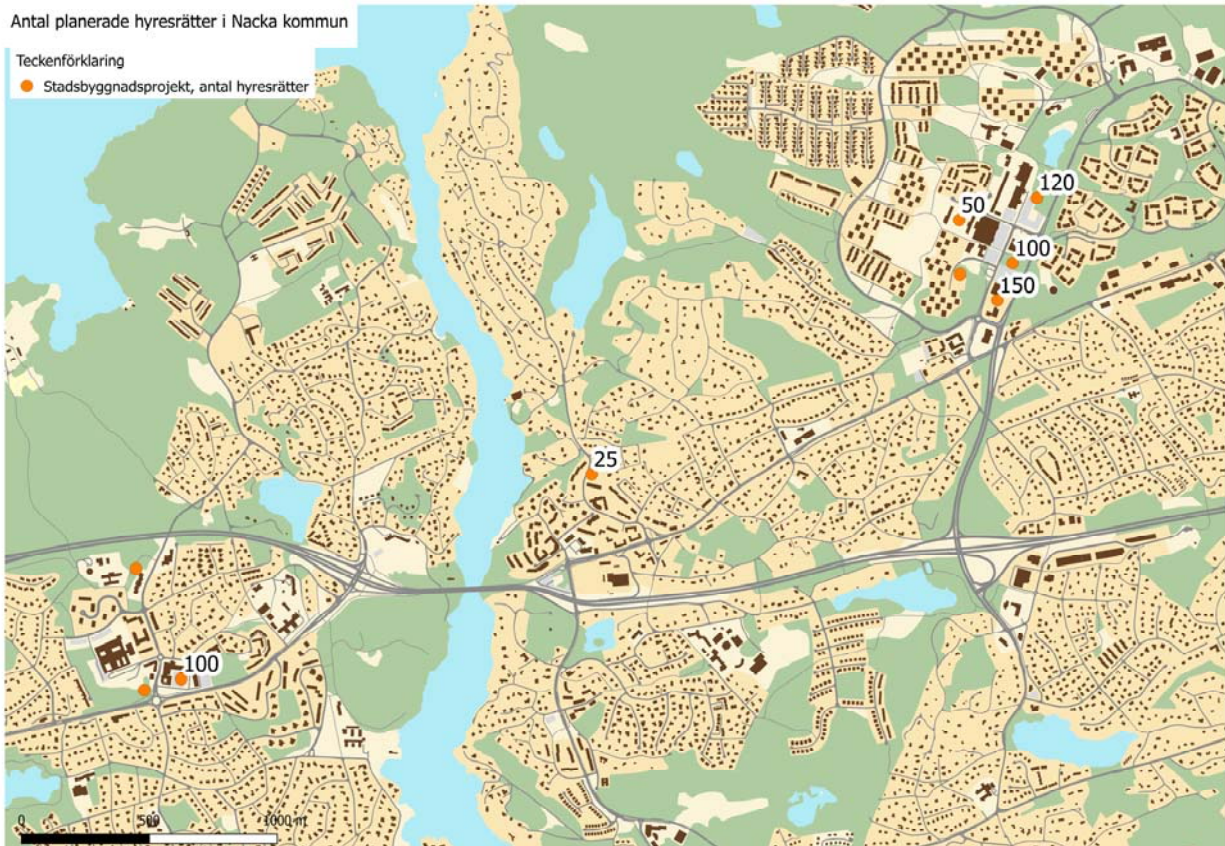 Antal planerade hyresrätter i Nacka kommun
Teckenförklaring
Stadsbyggnadsprojekt, antal hyresrätter
120
50
100
150
25
100
0 500 1000 m